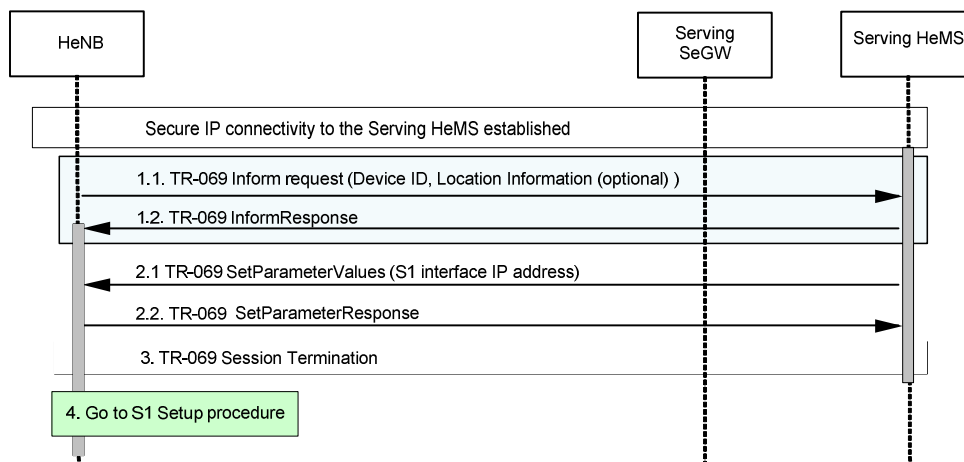 HeNB
Serving
SeGW
Serving HeMS
Secure IP connectivity to the Serving HeMS established
1.1. TR-069 Inform request (Device ID, Location Information (optional) )
1.2. TR-069 InformResponse
2.1 TR-069 SetParameterValues (S1 interface IP address)
2.2. TR-069 SetParameterResponse
3. TR-069 Session Termination
4. Go to S1 Setup procedure